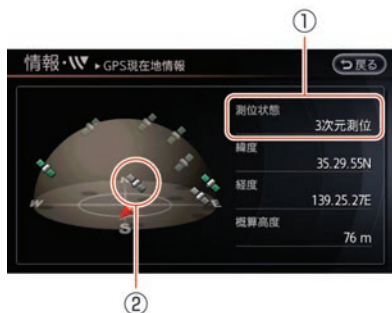 ①
情報・W ▸ GPS現在地情報
戻る
測位状態
3次元測位
緯度
35.29.55N
経度
139.25.27E
概算高度
76 m
W
S
E
②